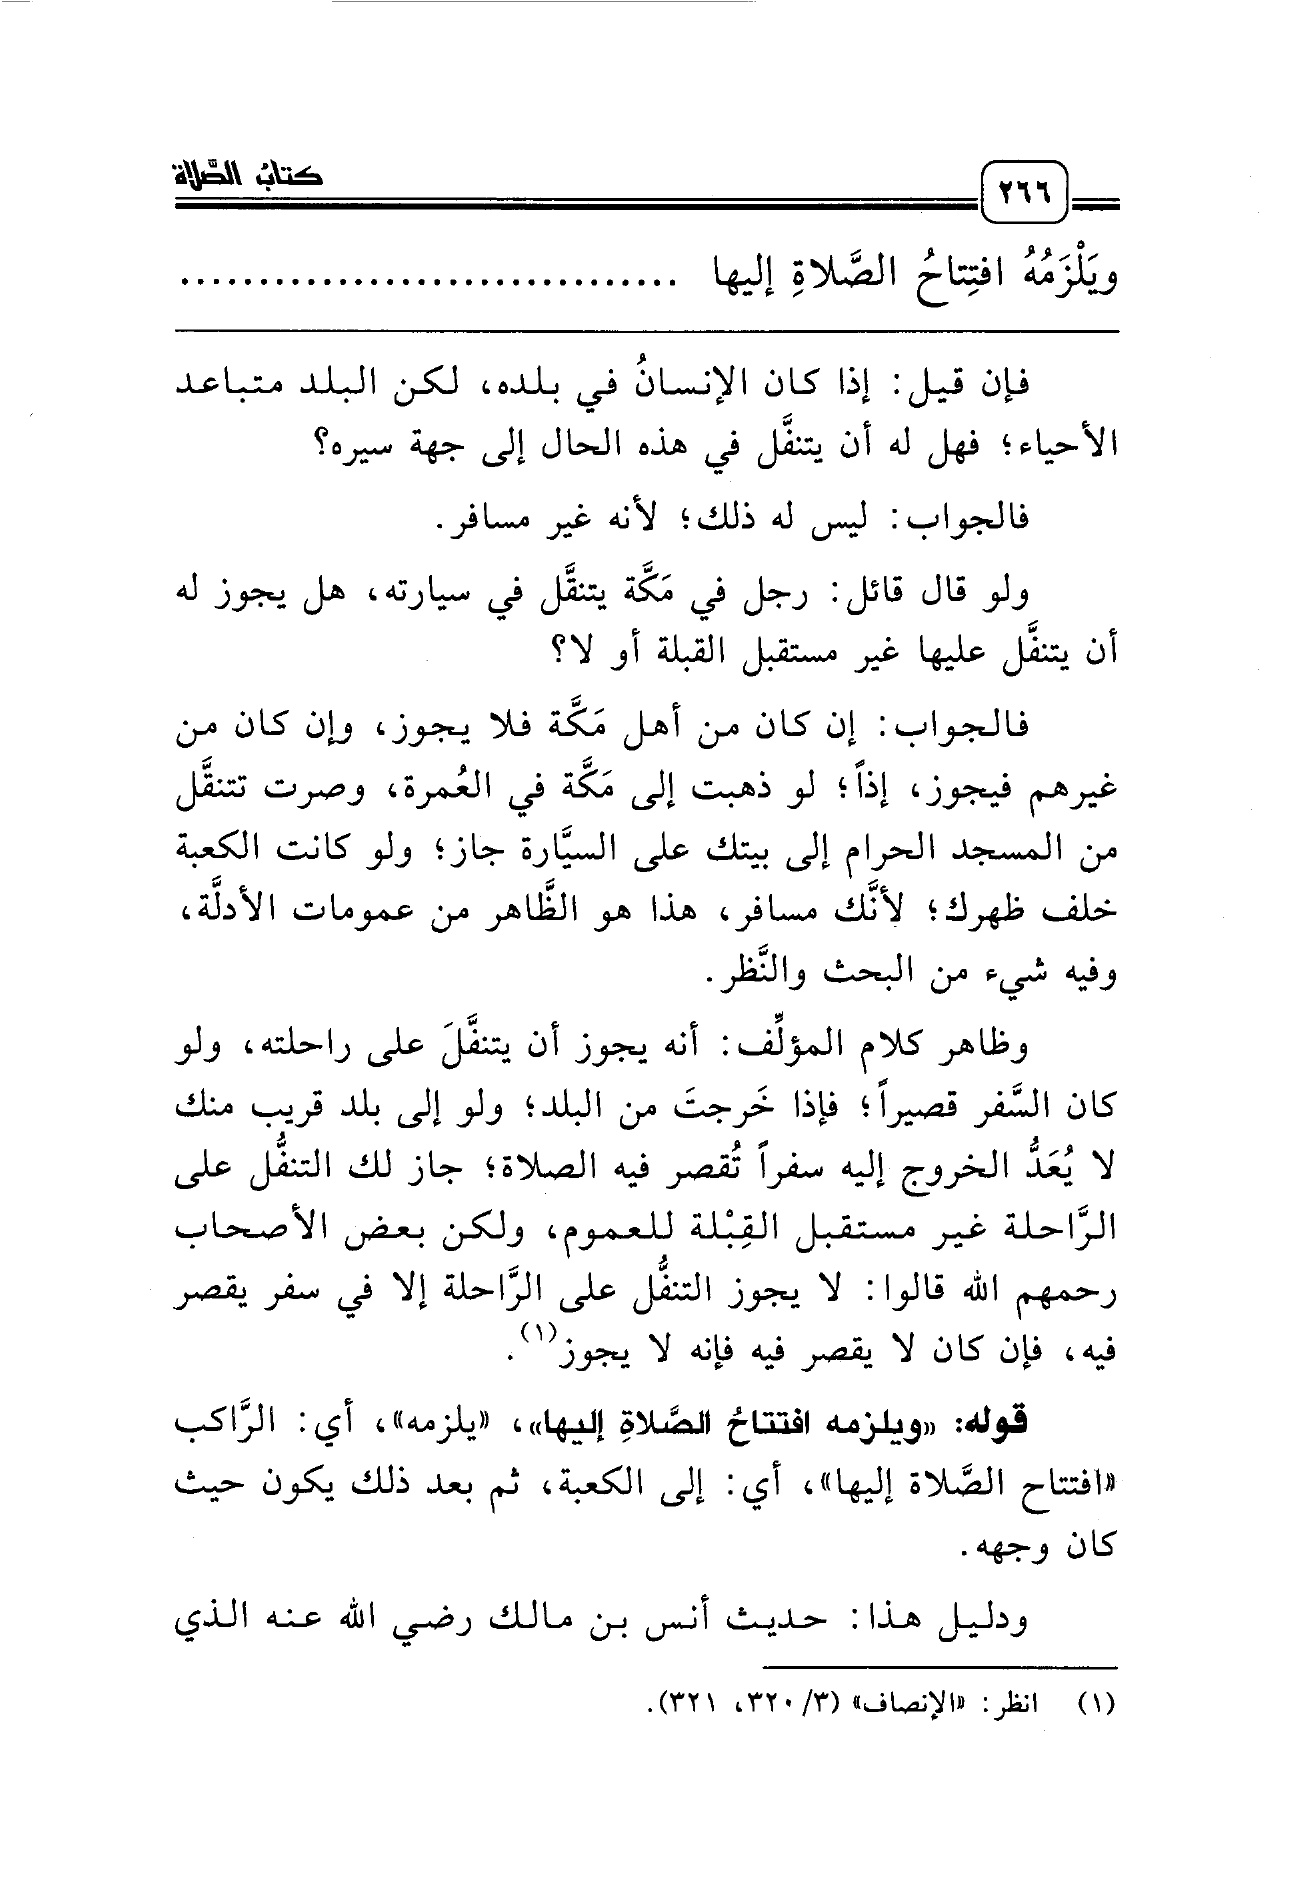 كتابُ الصَّلاة
٢٦٦
ويَلْزَمُهُ افتِتاحُ الصَّلاةِ إليها ................................
فإن قيل: إذا كان الإنسانُ في بلده، لكن البلد متباعد
الأحياء؛ فهل له أن يتنفَّل في هذه الحال إلى جهة سيره؟
فالجواب: ليس له ذلك؛ لأنه غير مسافر.
ولو قال قائل: رجل في مَكَّة يتنقَّل في سيارته، هل يجوز له
أن يتنفَّل عليها غير مستقبل القبلة أو لا؟
فالجواب: إن كان من أهل مَكَّة فلا يجوز، وإن كان من
غيرهم فيجوز، إذاً؛ لو ذهبت إلى مَكَّة في العُمرة، وصرت تتنقَّل
من المسجد الحرام إلى بيتك على السيَّارة جاز؛ ولو كانت الكعبة
خلف ظهرك؛ لأنَّك مسافر، هذا هو الظَّاهر من عمومات الأدلَّة،
وفيه شيء من البحث والنَّظر.
وظاهر كلام المؤلِّف: أنه يجوز أن يتنفَّلَ على راحلته، ولو
كان السَّفر قصيراً؛ فإذا خَرجتَ من البلد؛ ولو إلى بلد قريب منك
لا يُعَدُّ الخروج إليه سفراً تُقصر فيه الصلاة؛ جاز لك التنفُّل على
الرَّاحلة غير مستقبل القِبْلة للعموم، ولكن بعض الأصحاب
رحمهم الله قالوا: لا يجوز التنفُّل على الرَّاحلة إلا في سفر يقصر
فيه، فإن كان لا يقصر فيه فإنه لا يجوز(١).
قوله: «ويلزمه افتتاحُ الصَّلاةِ إليها»، «يلزمه»، أي: الرَّاكب
«افتتاح الصَّلاة إليها»، أي: إلى الكعبة، ثم بعد ذلك يكون حيث
كان وجهه.
ودليل هذا: حديث أنس بن مالك رضي الله عنه الذي
(١) انظر: «الإنصاف» (٣/ ٣٢٠، ٣٢١).